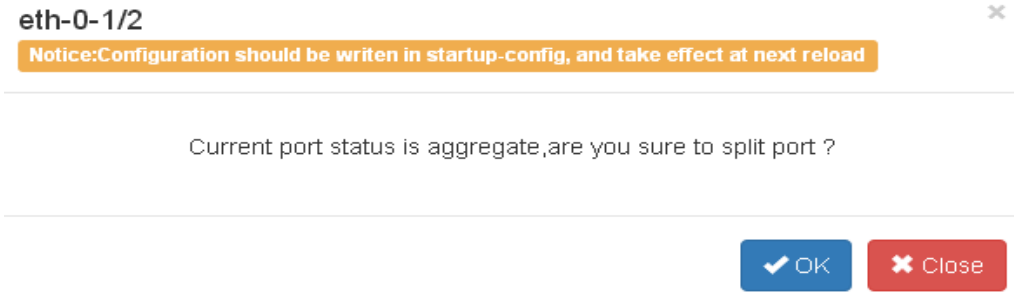 eth-0-1/2
Notice:Configuration should be writen in startup-config, and take effect at next reload
Current port status is aggregate,are you sure to split port ?
OK
Close